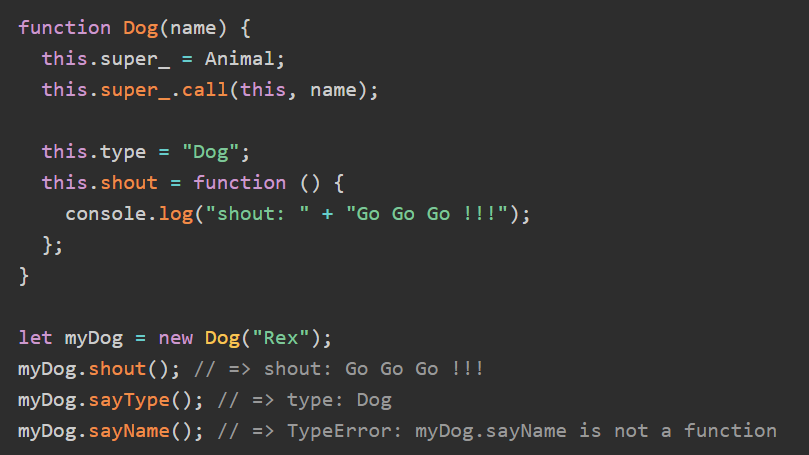 function Dog(name) {
  this.super_ = Animal;
  this.super_.call(this, name);

  this.type = "Dog";
  this.shout = function () {
    console.log("shout: " + "Go Go Go !!!");
  };
}

let myDog = new Dog("Rex");
myDog.shout(); // => shout: Go Go Go !!!
myDog.sayType(); // => type: Dog
myDog.sayName(); // => TypeError: myDog.sayName is not a function